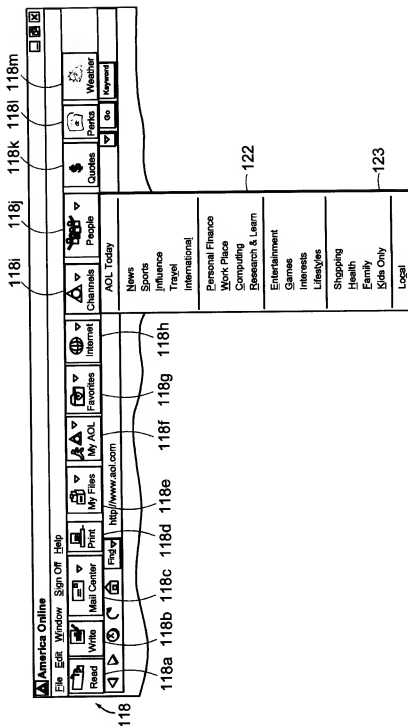 America Online
File Edit Window Sign Off Help
Read Write Mail Center Print My Files My AOL Favorites Internet Channels People Quotes Perks Weather
Find http://www.aol.com Go Keyword
AOL Today
News
Sports
Influence
Travel
International
Personal Finance
Work Place
Computing
Research & Learn
Entertainment
Games
Interests
Lifestyles
Shopping
Health
Family
Kids Only
Local
118
118a
118b
118c
118d
118e
118f
118g
118h
118i
118j
118k
118l
118m
122
123